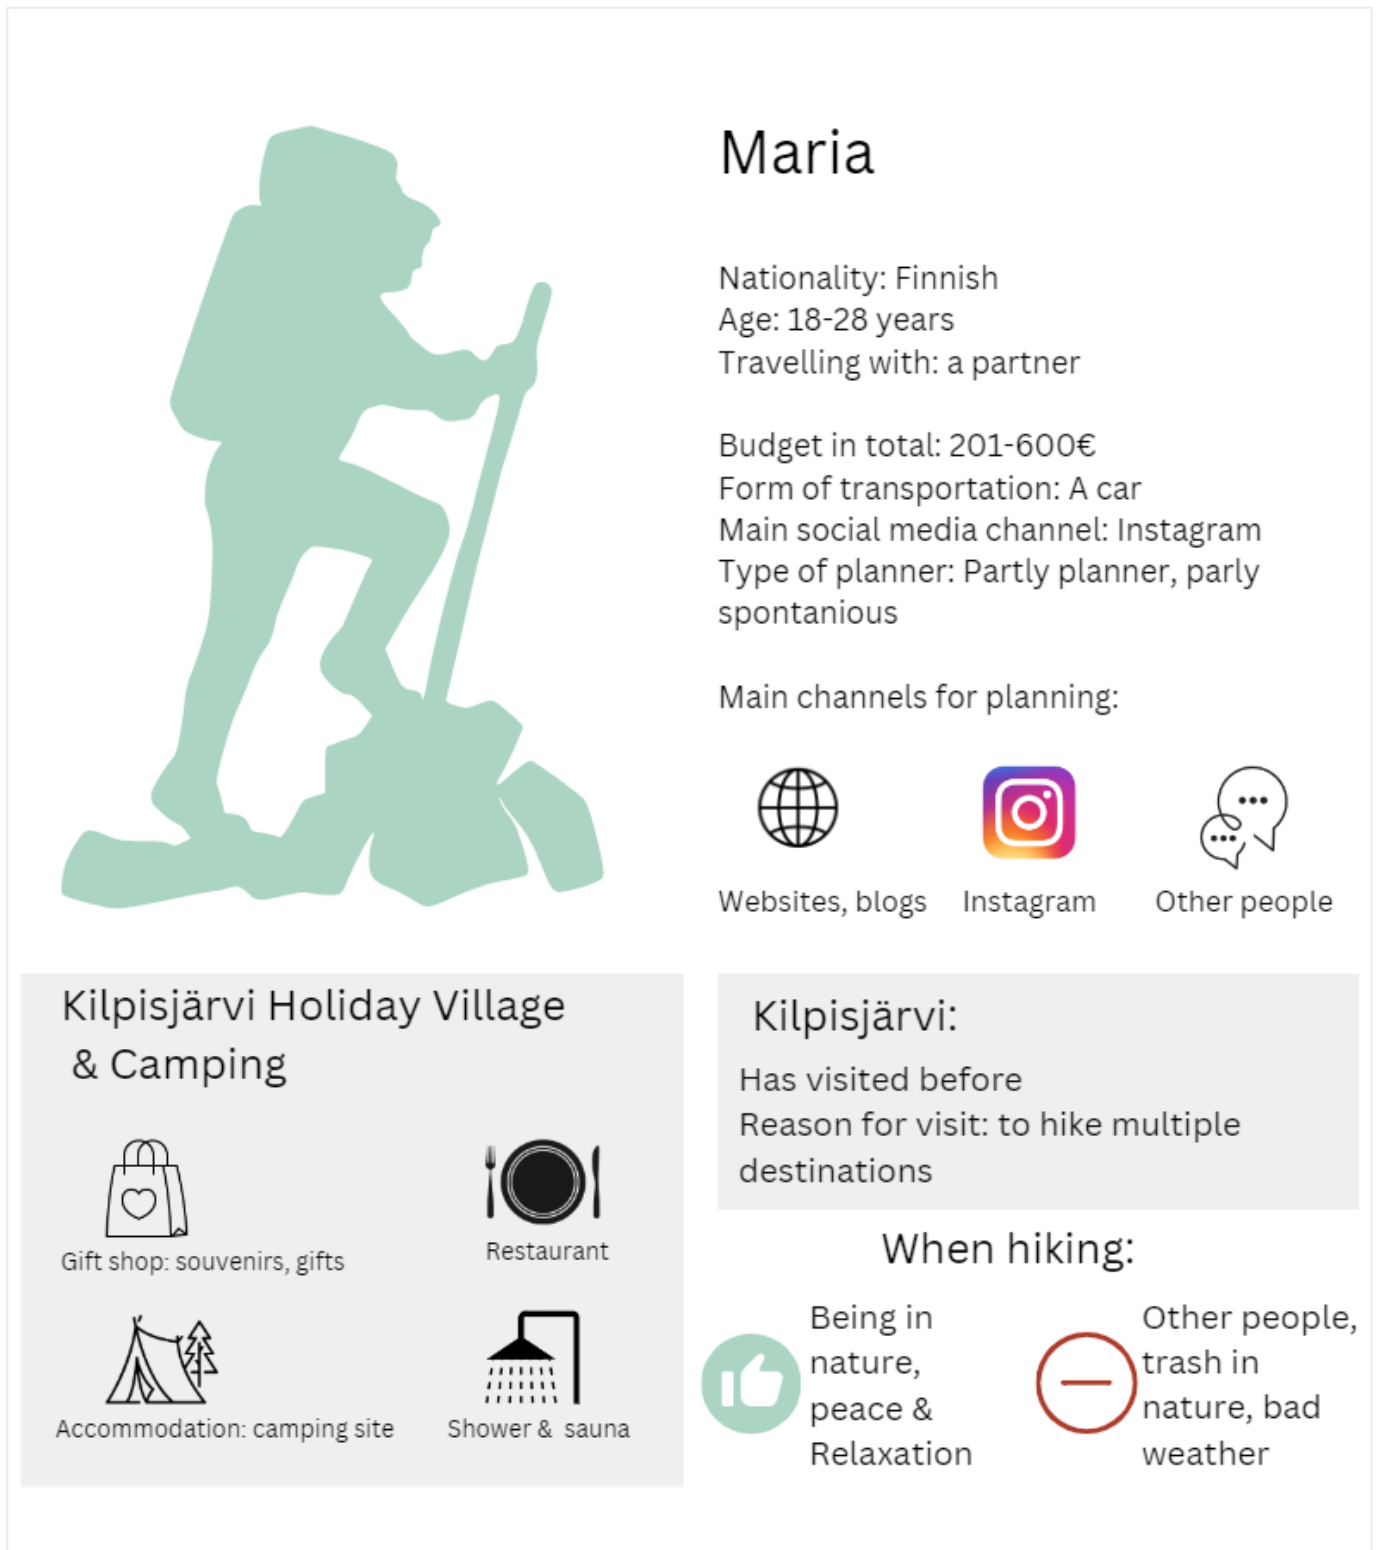 Maria
Nationality: Finnish
Age: 18-28 years
Travelling with: a partner
Budget in total: 201-600€
Form of transportation: A car
Main social media channel: Instagram
Type of planner: Partly planner, parly
spontanious
Main channels for planning:
Websites, blogs
Instagram
Other people
Kilpisjärvi Holiday Village
& Camping
Gift shop: souvenirs, gifts
Restaurant
Accommodation: camping site
Shower & sauna
Kilpisjärvi:
Has visited before
Reason for visit: to hike multiple
destinations
When hiking:
Being in
nature,
peace &
Relaxation
Other people,
trash in
nature, bad
weather